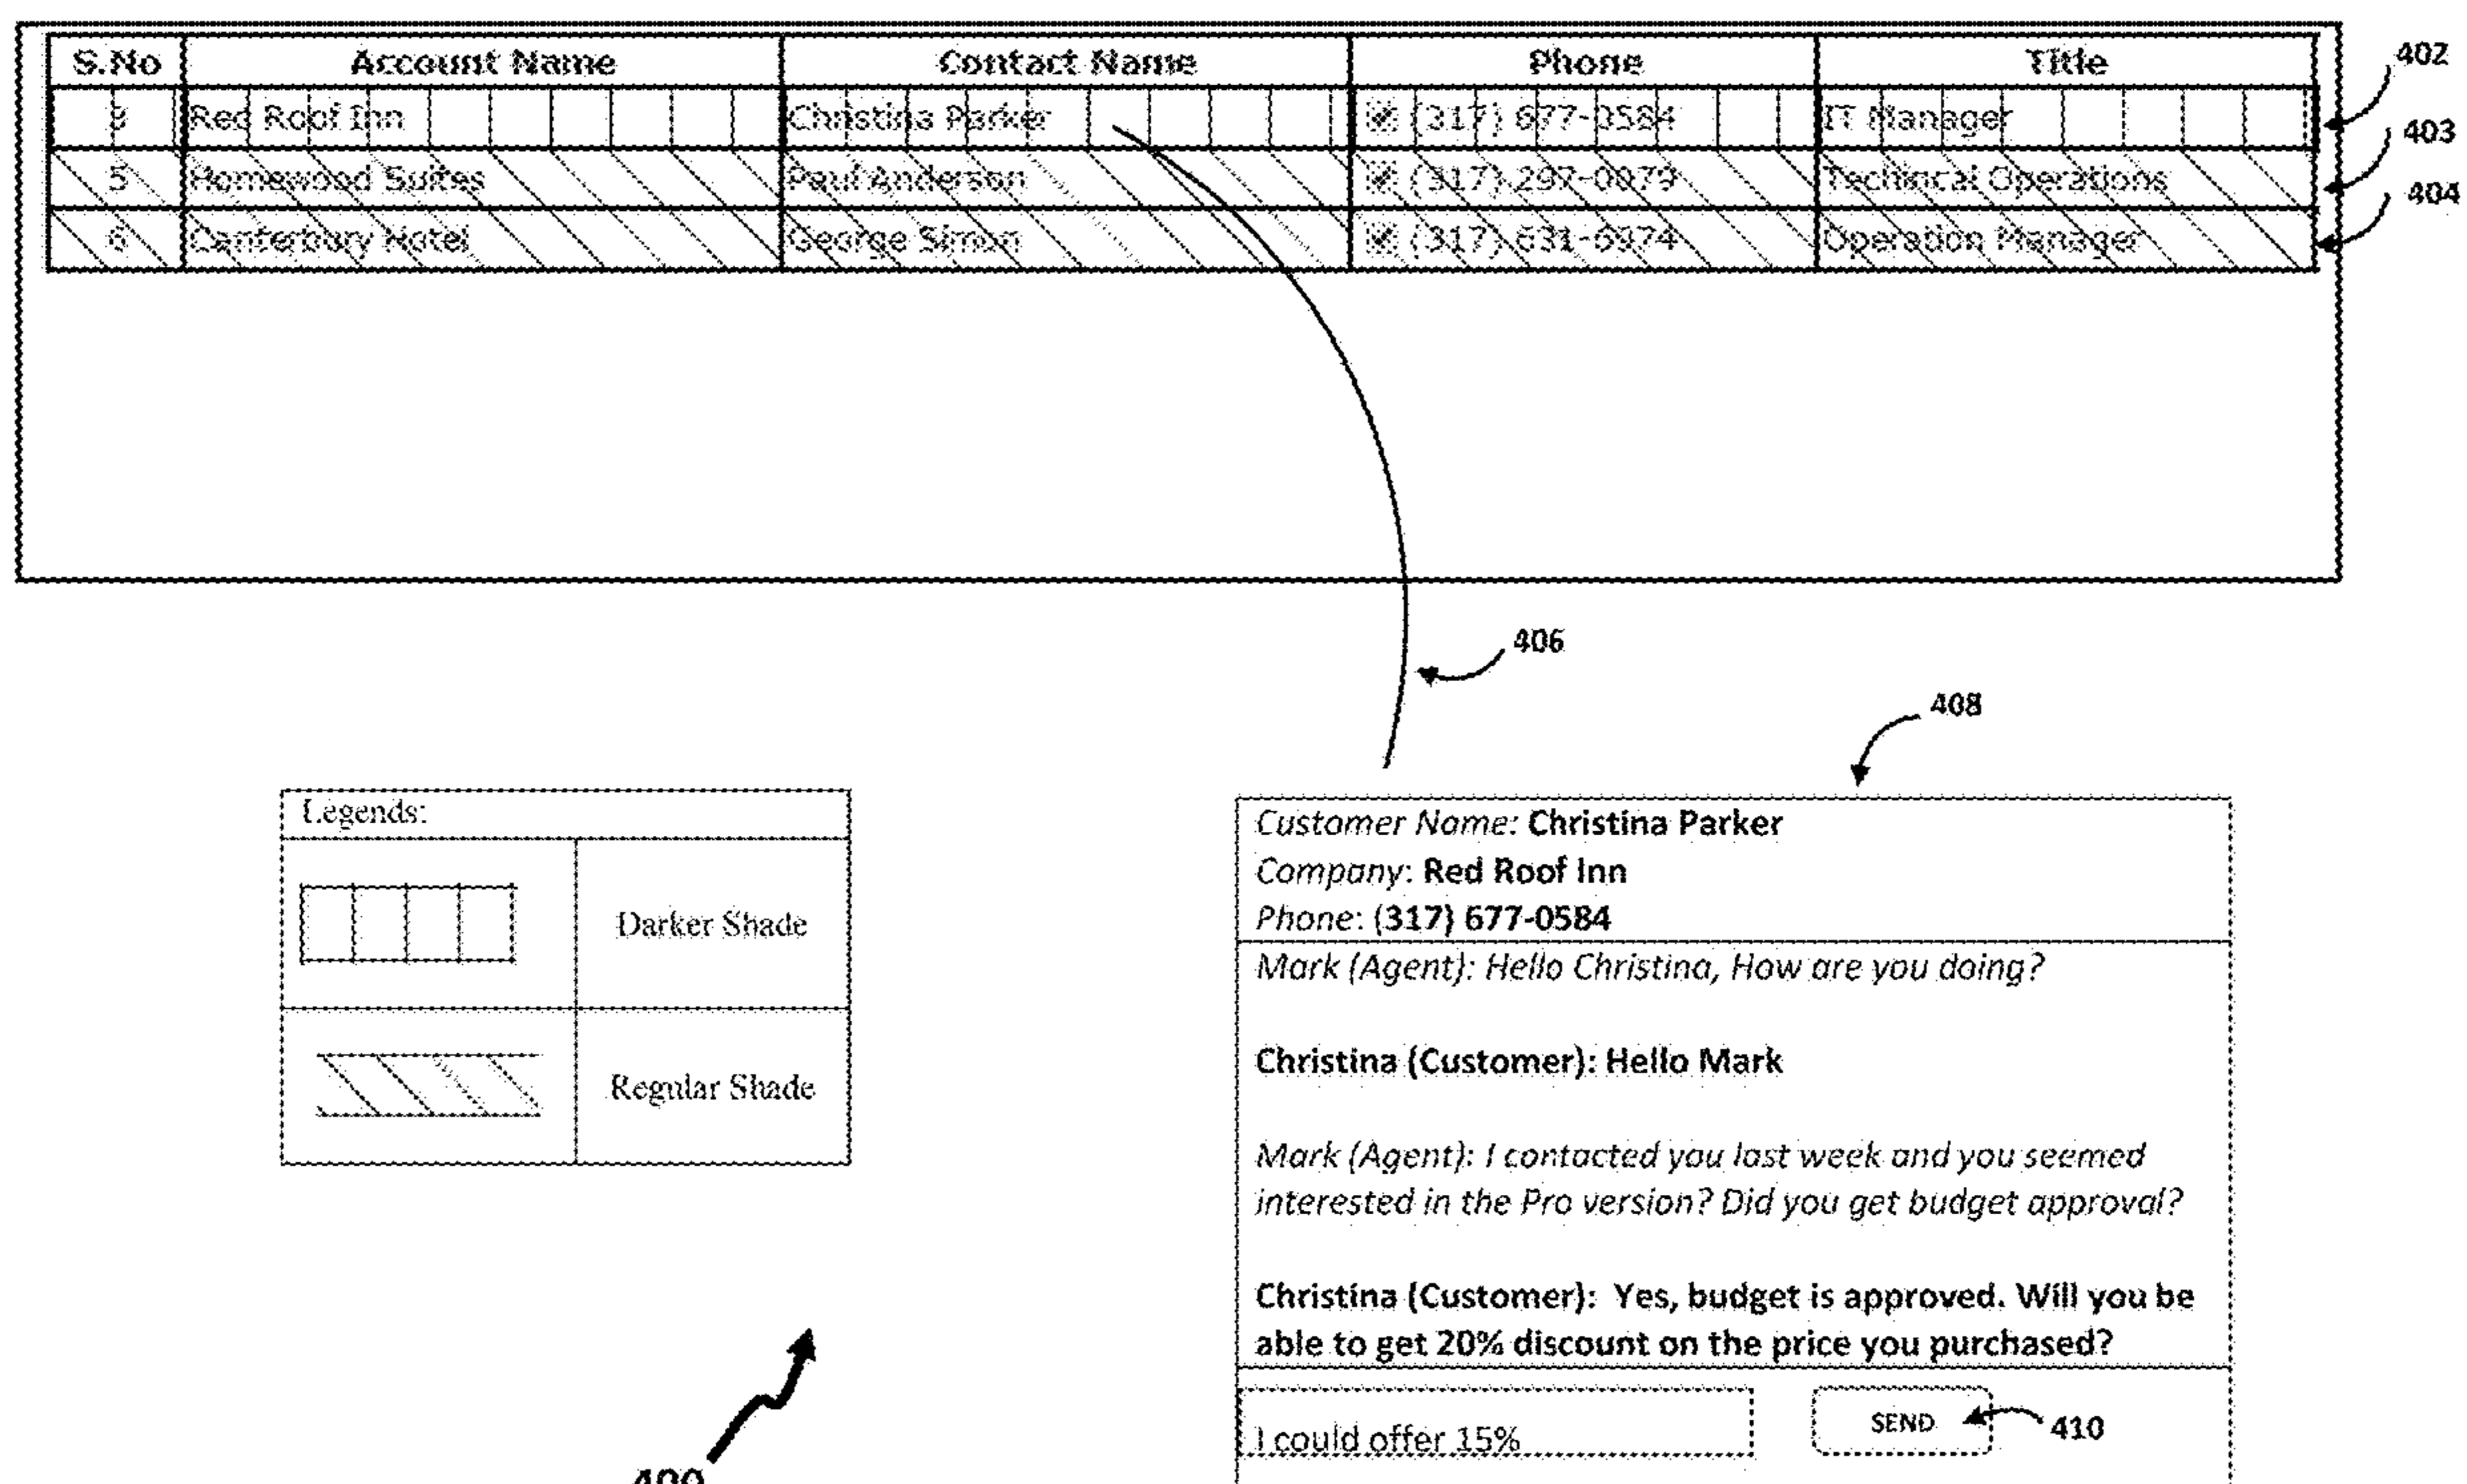 S.No Account Name Contact Name Phone Title
3 Red Roof Inn Christina Parker (317) 677-0584 IT Manager
5 Homewood Suites Paul Anderson (317) 297-0079 Techincal Operations
6 Canterbury Hotel George Simon (317) 631-6974 Operation Manager
402
403
404
406
408
Legends:
Darker Shade
Regular Shade
400
Customer Name: Christina Parker
Company: Red Roof Inn
Phone: (317) 677-0584
Mark (Agent): Hello Christina, How are you doing?
Christina (Customer): Hello Mark
Mark (Agent): I contacted you last week and you seemed
interested in the Pro version? Did you get budget approval?
Christina (Customer): Yes, budget is approved. Will you be
able to get 20% discount on the price you purchased?
I could offer 15%
SEND
410